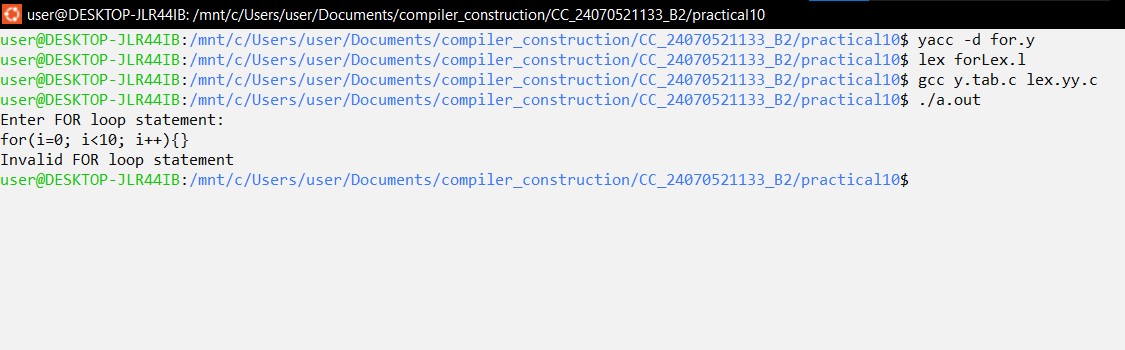 user@DESKTOP-JLR44IB: /mnt/c/Users/user/Documents/compiler_construction/CC_24070521133_B2/practical10
user@DESKTOP-JLR44IB:/mnt/c/Users/user/Documents/compiler_construction/CC_24070521133_B2/practical10$ yacc -d for.y
user@DESKTOP-JLR44IB:/mnt/c/Users/user/Documents/compiler_construction/CC_24070521133_B2/practical10$ lex forLex.l
user@DESKTOP-JLR44IB:/mnt/c/Users/user/Documents/compiler_construction/CC_24070521133_B2/practical10$ gcc y.tab.c lex.yy.c
user@DESKTOP-JLR44IB:/mnt/c/Users/user/Documents/compiler_construction/CC_24070521133_B2/practical10$ ./a.out
Enter FOR loop statement:
for(i=0; i<10; i++){}
Invalid FOR loop statement
user@DESKTOP-JLR44IB:/mnt/c/Users/user/Documents/compiler_construction/CC_24070521133_B2/practical10$